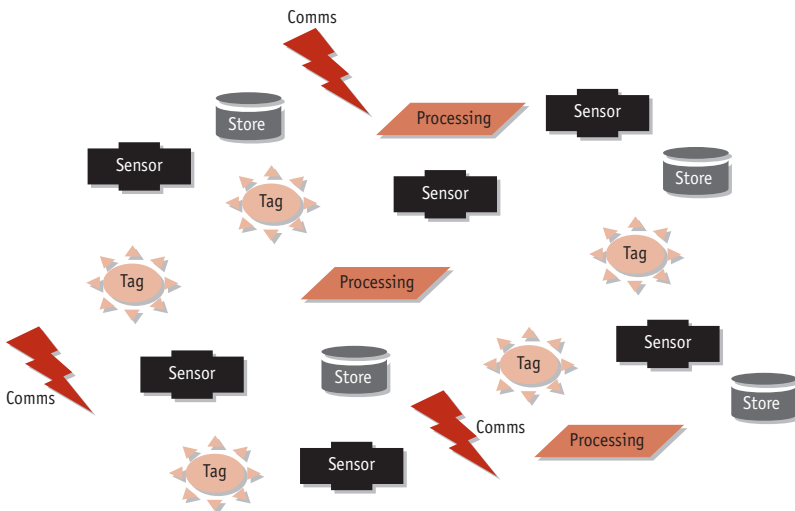 Comms
Processing
Sensor
Store
Sensor
Store
Sensor
Tag
Tag
Tag
Processing
Sensor
Tag
Sensor
Store
Comms
Store
Comms
Processing
Sensor
Tag